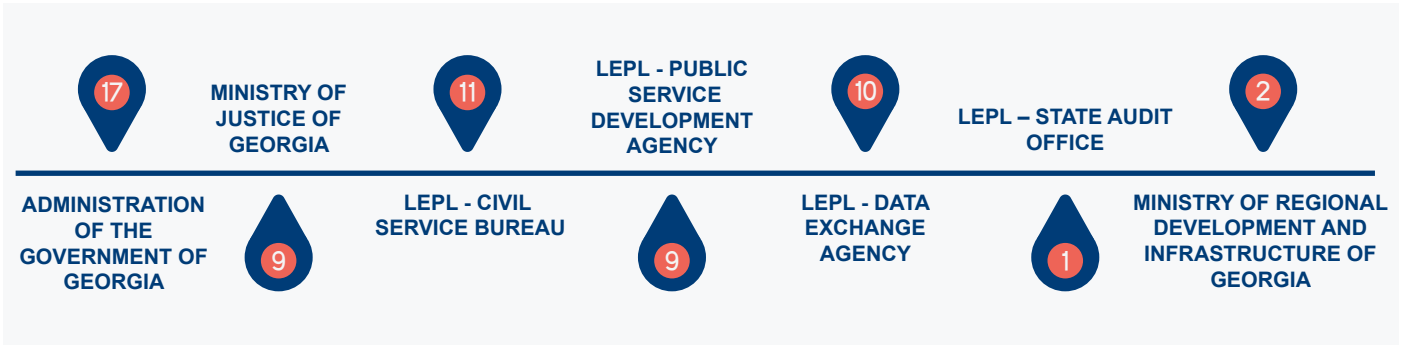 17
ADMINISTRATION
OF THE
GOVERNMENT OF
GEORGIA
MINISTRY OF
JUSTICE OF
GEORGIA
9
11
LEPL - CIVIL
SERVICE BUREAU
LEPL - PUBLIC
SERVICE
DEVELOPMENT
AGENCY
9
10
LEPL - DATA
EXCHANGE
AGENCY
LEPL – STATE AUDIT
OFFICE
1
2
MINISTRY OF REGIONAL
DEVELOPMENT AND
INFRASTRUCTURE OF
GEORGIA